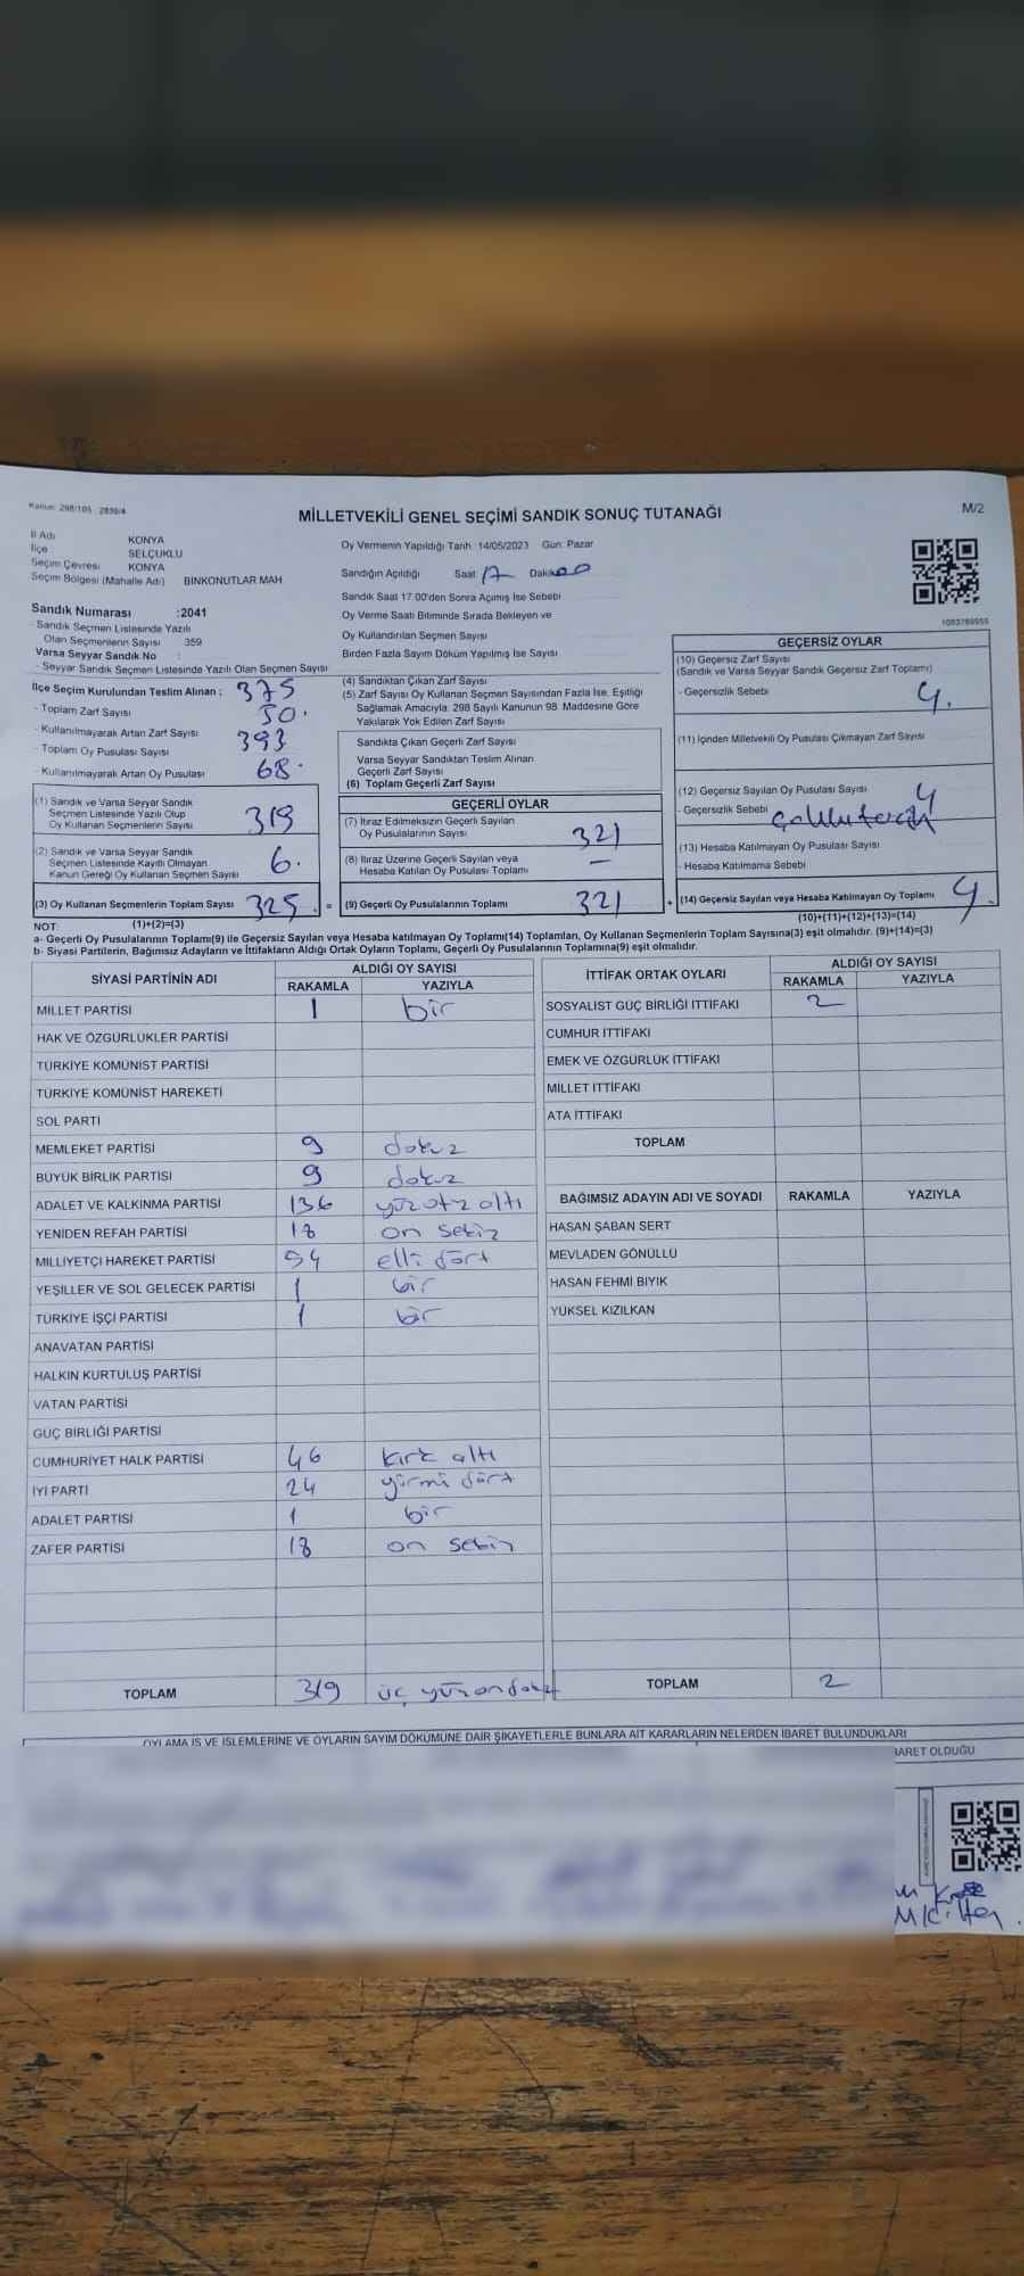 Kanun: 298/105 2839/4
MİLLETVEKİLİ GENEL SEÇİMİ SANDIK SONUÇ TUTANAĞI
M/2
İl Adı KONYA
İlçe SELÇUKLU
Seçim Çevresi KONYA
Seçim Bölgesi (Mahalle Adı) BİNKONUTLAR MAH
Oy Vermenin Yapıldığı Tarih: 14/05/2023 Gün: Pazar
Sandığın Açıldığı Saat 17 Dakika 00
Sandık Saat 17.00'den Sonra Açımış İse Sebebi
Oy Verme Saati Bitiminde Sırada Bekleyen ve
Oy Kullandırılan Seçmen Sayısı
Birden Fazla Sayım Döküm Yapılmış İse Sayısı
1083789955
Sandık Numarası :2041
- Sandık Seçmen Listesinde Yazılı
Olan Seçmenlerin Sayısı 359
Varsa Seyyar Sandık No :
- Seyyar Sandık Seçmen Listesinde Yazılı Olan Seçmen Sayısı
İlçe Seçim Kurulundan Teslim Alınan ;
- Toplam Zarf Sayısı 375
- Kullanılmayarak Artan Zarf Sayısı 50.
- Toplam Oy Pusulası Sayısı 393
- Kullanılmayarak Artan Oy Pusulası 68.
(1) Sandık ve Varsa Seyyar Sandık
Seçmen Listesinde Yazılı Olup
Oy Kullanan Seçmenlerin Sayısı 319
(2) Sandık ve Varsa Seyyar Sandık
Seçmen Listesinde Kayıtlı Olmayan
Kanun Gereği Oy Kullanan Seçmen Sayısı 6.
(3) Oy Kullanan Seçmenlerin Toplam Sayısı 325. =
(4) Sandıktan Çıkan Zarf Sayısı
(5) Zarf Sayısı Oy Kullanan Seçmen Sayısından Fazla İse, Eşitliği
Sağlamak Amacıyla, 298 Sayılı Kanunun 98. Maddesine Göre
Yakılarak Yok Edilen Zarf Sayısı
Sandıkta Çıkan Geçerli Zarf Sayısı
Varsa Seyyar Sandıktan Teslim Alınan
Geçerli Zarf Sayısı
(6) Toplam Geçerli Zarf Sayısı
GEÇERLİ OYLAR
(7) İtiraz Edilmeksizin Geçerli Sayılan
Oy Pusulalarının Sayısı 321
(8) İtiraz Üzerine Geçerli Sayılan veya
Hesaba Katılan Oy Pusulası Toplamı —
(9) Geçerli Oy Pusulalarının Toplamı 321 +
GEÇERSİZ OYLAR
(10) Geçersiz Zarf Sayısı
(Sandık ve Varsa Seyyar Sandık Geçersiz Zarf Toplamı)
- Geçersizlik Sebebi 4.
(11) İçinden Milletvekili Oy Pusulası Çıkmayan Zarf Sayısı
(12) Geçersiz Sayılan Oy Pusulası Sayısı 4
- Geçersizlik Sebebi
(13) Hesaba Katılmayan Oy Pusulası Sayısı
- Hesaba Katılmama Sebebi
(14) Geçersiz Sayılan veya Hesaba Katılmayan Oy Toplamı 4.
NOT: (1)+(2)=(3) (10)+(11)+(12)+(13)=(14)
a- Geçerli Oy Pusulalarının Toplamı(9) ile Geçersiz Sayılan veya Hesaba katılmayan Oy Toplamı(14) Toplamları, Oy Kullanan Seçmenlerin Toplam Sayısına(3) eşit olmalıdır. (9)+(14)=(3)
b- Siyasi Partilerin, Bağımsız Adayların ve İttifakların Aldığı Ortak Oyların Toplamı, Geçerli Oy Pusulalarının Toplamına(9) eşit olmalıdır.
SİYASİ PARTİNİN ADI ALDIĞI OY SAYISI
RAKAMLA YAZIYLA
MİLLET PARTİSİ 1 bir
HAK VE ÖZGÜRLÜKLER PARTİSİ
TÜRKİYE KOMÜNİST PARTİSİ
TÜRKİYE KOMÜNİST HAREKETİ
SOL PARTİ
MEMLEKET PARTİSİ 9 dokuz
BÜYÜK BİRLİK PARTİSİ 9 dokuz
ADALET VE KALKINMA PARTİSİ 136 yüzotuz altı
YENİDEN REFAH PARTİSİ 18 on sekiz
MİLLİYETÇİ HAREKET PARTİSİ 54 elli dört
YEŞİLLER VE SOL GELECEK PARTİSİ 1 bir
TÜRKİYE İŞÇİ PARTİSİ 1 bir
ANAVATAN PARTİSİ
HALKIN KURTULUŞ PARTİSİ
VATAN PARTİSİ
GÜÇ BİRLİĞİ PARTİSİ
CUMHURİYET HALK PARTİSİ 46 kırk altı
İYİ PARTİ 24 yirmi dört
ADALET PARTİSİ 1 bir
ZAFER PARTİSİ 18 on sekiz
TOPLAM 319 üç yüz on dokuz
İTTİFAK ORTAK OYLARI ALDIĞI OY SAYISI
RAKAMLA YAZIYLA
SOSYALİST GÜÇ BİRLİĞİ İTTİFAKI 2
CUMHUR İTTİFAKI
EMEK VE ÖZGÜRLÜK İTTİFAKI
MİLLET İTTİFAKI
ATA İTTİFAKI
TOPLAM
BAĞIMSIZ ADAYIN ADI VE SOYADI RAKAMLA YAZIYLA
HASAN ŞABAN SERT
MEVLADEN GÖNÜLLÜ
HASAN FEHMİ BIYIK
YÜKSEL KIZILKAN
TOPLAM 2
OYLAMA İŞ VE İŞLEMLERİNE VE OYLARIN SAYIM DÖKÜMÜNE DAİR ŞİKAYETLERLE BUNLARA AİT KARARLARIN NELERDEN İBARET BULUNDUKLARI
BARET OLDUĞU